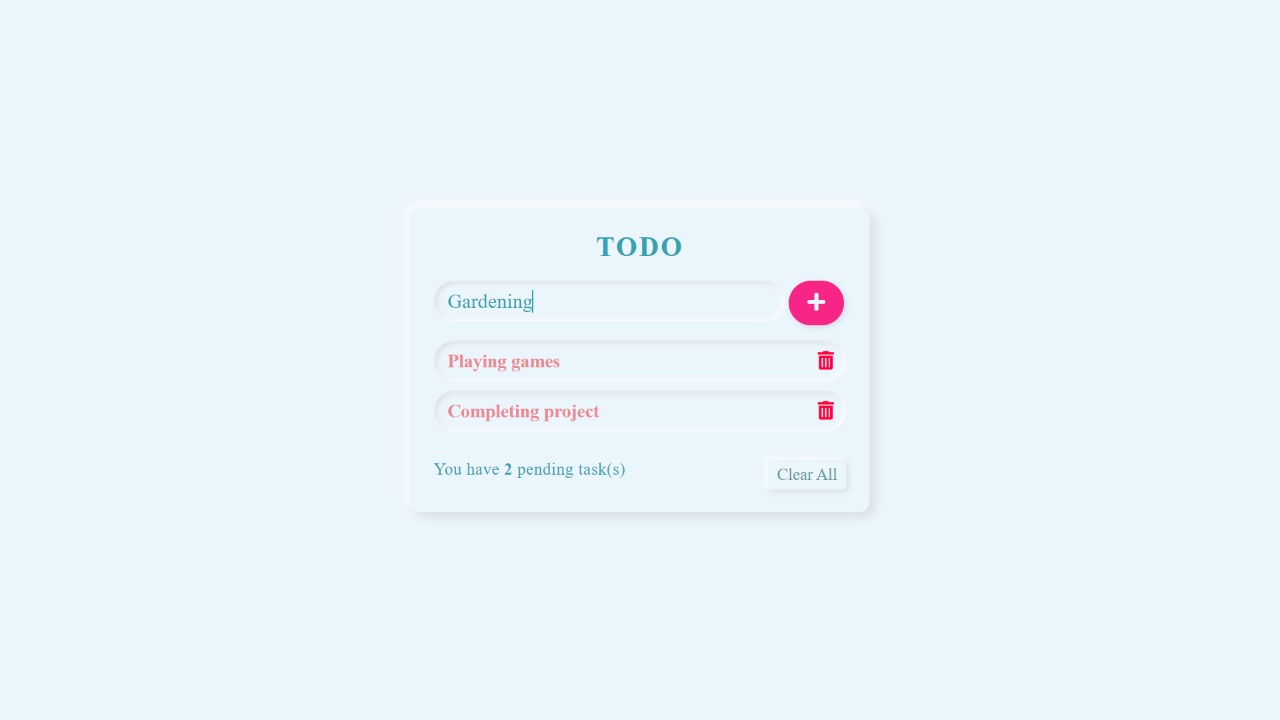 TODO
Gardening
Playing games
Completing project
You have 2 pending task(s)
Clear All